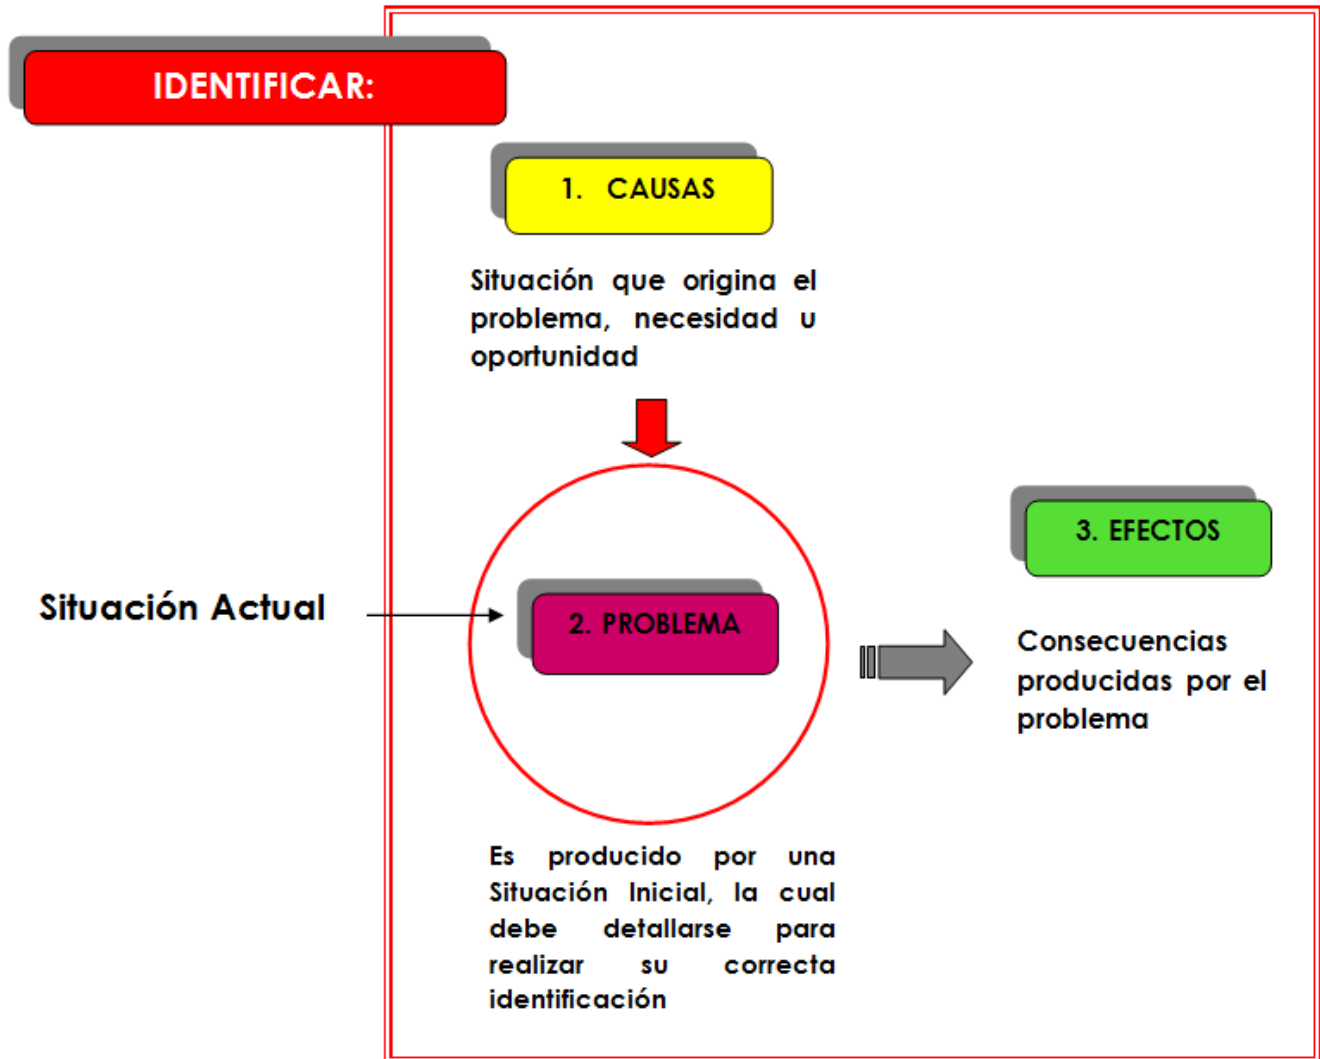 IDENTIFICAR:
1. CAUSAS
Situación que origina el
problema, necesidad u
oportunidad
Situación Actual
2. PROBLEMA
3. EFECTOS
Consecuencias
producidas por el
problema
Es producido por una
Situación Inicial, la cual
debe detallarse para
realizar su correcta
identificación